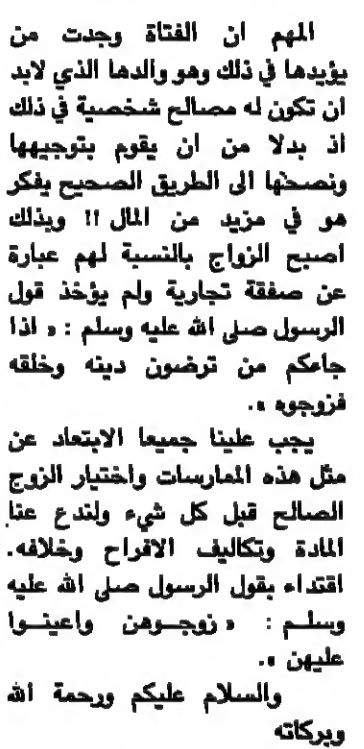 المهم ان الفتاة وجدت من
يؤيدها في ذلك وهو والدها الذي لابد
ان تكون له مصالح شخصية في ذلك
اذ بدلا من ان يقوم بتوجيهها
ونصحها الى الطريق الصحيح يفكر
هو في مزيد من المال !! وبذلك
اصبح الزواج بالنسبة لهم عبارة
عن صفقة تجارية ولم يؤخذ قول
الرسول صلى الله عليه وسلم : « اذا
جاءكم من ترضون دينه وخلقه
فزوجوه ».
يجب علينا جميعا الابتعاد عن
مثل هذه الممارسات واختيار الزوج
الصالح قبل كل شيء ولندع عنا
المادة وتكاليف الافراح وخلافه.
اقتداء بقول الرسول صلى الله عليه
وسلم : « زوجوهن واعينوا
عليهن ».
والسلام عليكم ورحمة الله
وبركاته